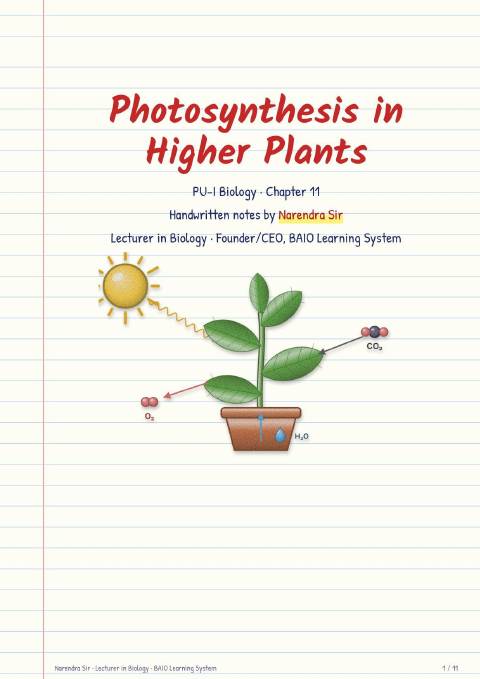 Photosynthesis in
Higher Plants
PU-I Biology · Chapter 11
Handwritten notes by Narendra Sir
Lecturer in Biology · Founder/CEO, BAIO Learning System
CO₂
O₂
H₂O
Narendra Sir · Lecturer in Biology · BAIO Learning System
1 / 11